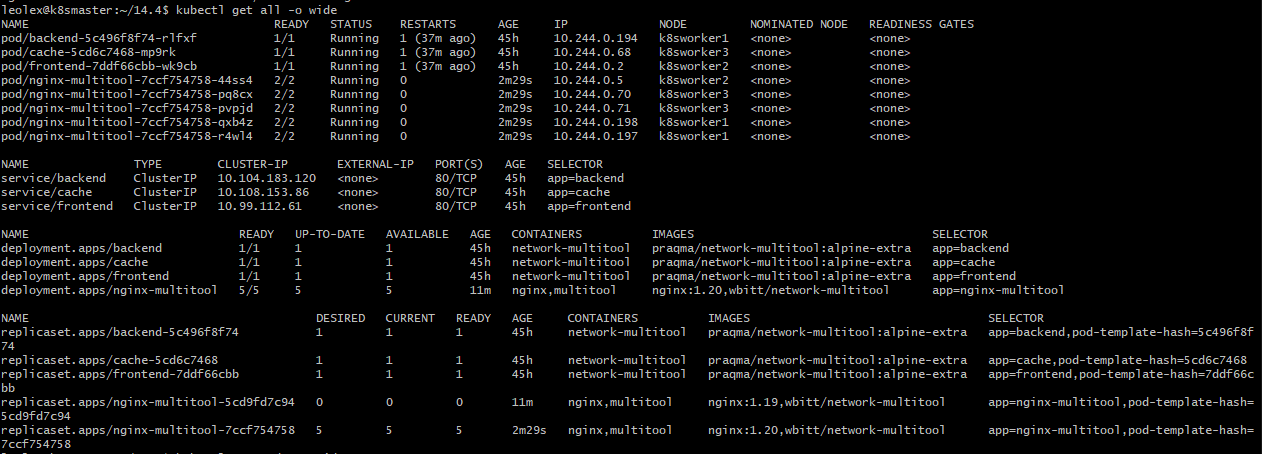 leolex@k8smaster:~/14.4$ kubectl get all -o wide
NAME READY STATUS RESTARTS AGE IP NODE NOMINATED NODE READINESS GATES
pod/backend-5c496f8f74-rlfxf 1/1 Running 1 (37m ago) 45h 10.244.0.194 k8sworker1 <none> <none>
pod/cache-5cd6c7468-mp9rk 1/1 Running 1 (37m ago) 45h 10.244.0.68 k8sworker3 <none> <none>
pod/frontend-7ddf66cbb-wk9cb 1/1 Running 1 (37m ago) 45h 10.244.0.2 k8sworker2 <none> <none>
pod/nginx-multitool-7ccf754758-44ss4 2/2 Running 0 2m29s 10.244.0.5 k8sworker2 <none> <none>
pod/nginx-multitool-7ccf754758-pq8cx 2/2 Running 0 2m29s 10.244.0.70 k8sworker3 <none> <none>
pod/nginx-multitool-7ccf754758-pvpjd 2/2 Running 0 2m29s 10.244.0.71 k8sworker3 <none> <none>
pod/nginx-multitool-7ccf754758-qxb4z 2/2 Running 0 2m29s 10.244.0.198 k8sworker1 <none> <none>
pod/nginx-multitool-7ccf754758-r4wl4 2/2 Running 0 2m29s 10.244.0.197 k8sworker1 <none> <none>
NAME TYPE CLUSTER-IP EXTERNAL-IP PORT(S) AGE SELECTOR
service/backend ClusterIP 10.104.183.120 <none> 80/TCP 45h app=backend
service/cache ClusterIP 10.108.153.86 <none> 80/TCP 45h app=cache
service/frontend ClusterIP 10.99.112.61 <none> 80/TCP 45h app=frontend
NAME READY UP-TO-DATE AVAILABLE AGE CONTAINERS IMAGES SELECTOR
deployment.apps/backend 1/1 1 1 45h network-multitool praqma/network-multitool:alpine-extra app=backend
deployment.apps/cache 1/1 1 1 45h network-multitool praqma/network-multitool:alpine-extra app=cache
deployment.apps/frontend 1/1 1 1 45h network-multitool praqma/network-multitool:alpine-extra app=frontend
deployment.apps/nginx-multitool 5/5 5 5 11m nginx,multitool nginx:1.20,wbitt/network-multitool app=nginx-multitool
NAME DESIRED CURRENT READY AGE CONTAINERS IMAGES SELECTOR
replicaset.apps/backend-5c496f8f74 1 1 1 45h network-multitool praqma/network-multitool:alpine-extra app=backend,pod-template-hash=5c496f8f
74
replicaset.apps/cache-5cd6c7468 1 1 1 45h network-multitool praqma/network-multitool:alpine-extra app=cache,pod-template-hash=5cd6c7468
replicaset.apps/frontend-7ddf66cbb 1 1 1 45h network-multitool praqma/network-multitool:alpine-extra app=frontend,pod-template-hash=7ddf66c
bb
replicaset.apps/nginx-multitool-5cd9fd7c94 0 0 0 11m nginx,multitool nginx:1.19,wbitt/network-multitool app=nginx-multitool,pod-template-hash=
5cd9fd7c94
replicaset.apps/nginx-multitool-7ccf754758 5 5 5 2m29s nginx,multitool nginx:1.20,wbitt/network-multitool app=nginx-multitool,pod-template-hash=
7ccf754758